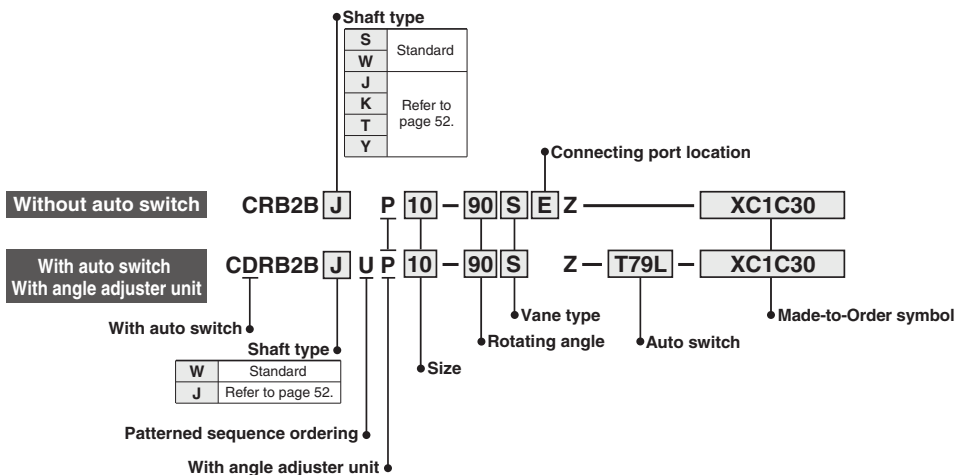 Shaft type
S
W
Standard
J
K
T
Y
Refer to
page 52.
Connecting port location
Without auto switch
CRB2B J P 10 – 90 S E Z – XC1C30
With auto switch
With angle adjuster unit
CDRB2B J U P 10 – 90 S Z – T79L – XC1C30
With auto switch
Vane type
Made-to-Order symbol
Rotating angle
Auto switch
Shaft type
Size
W Standard
J Refer to page 52.
Patterned sequence ordering
With angle adjuster unit